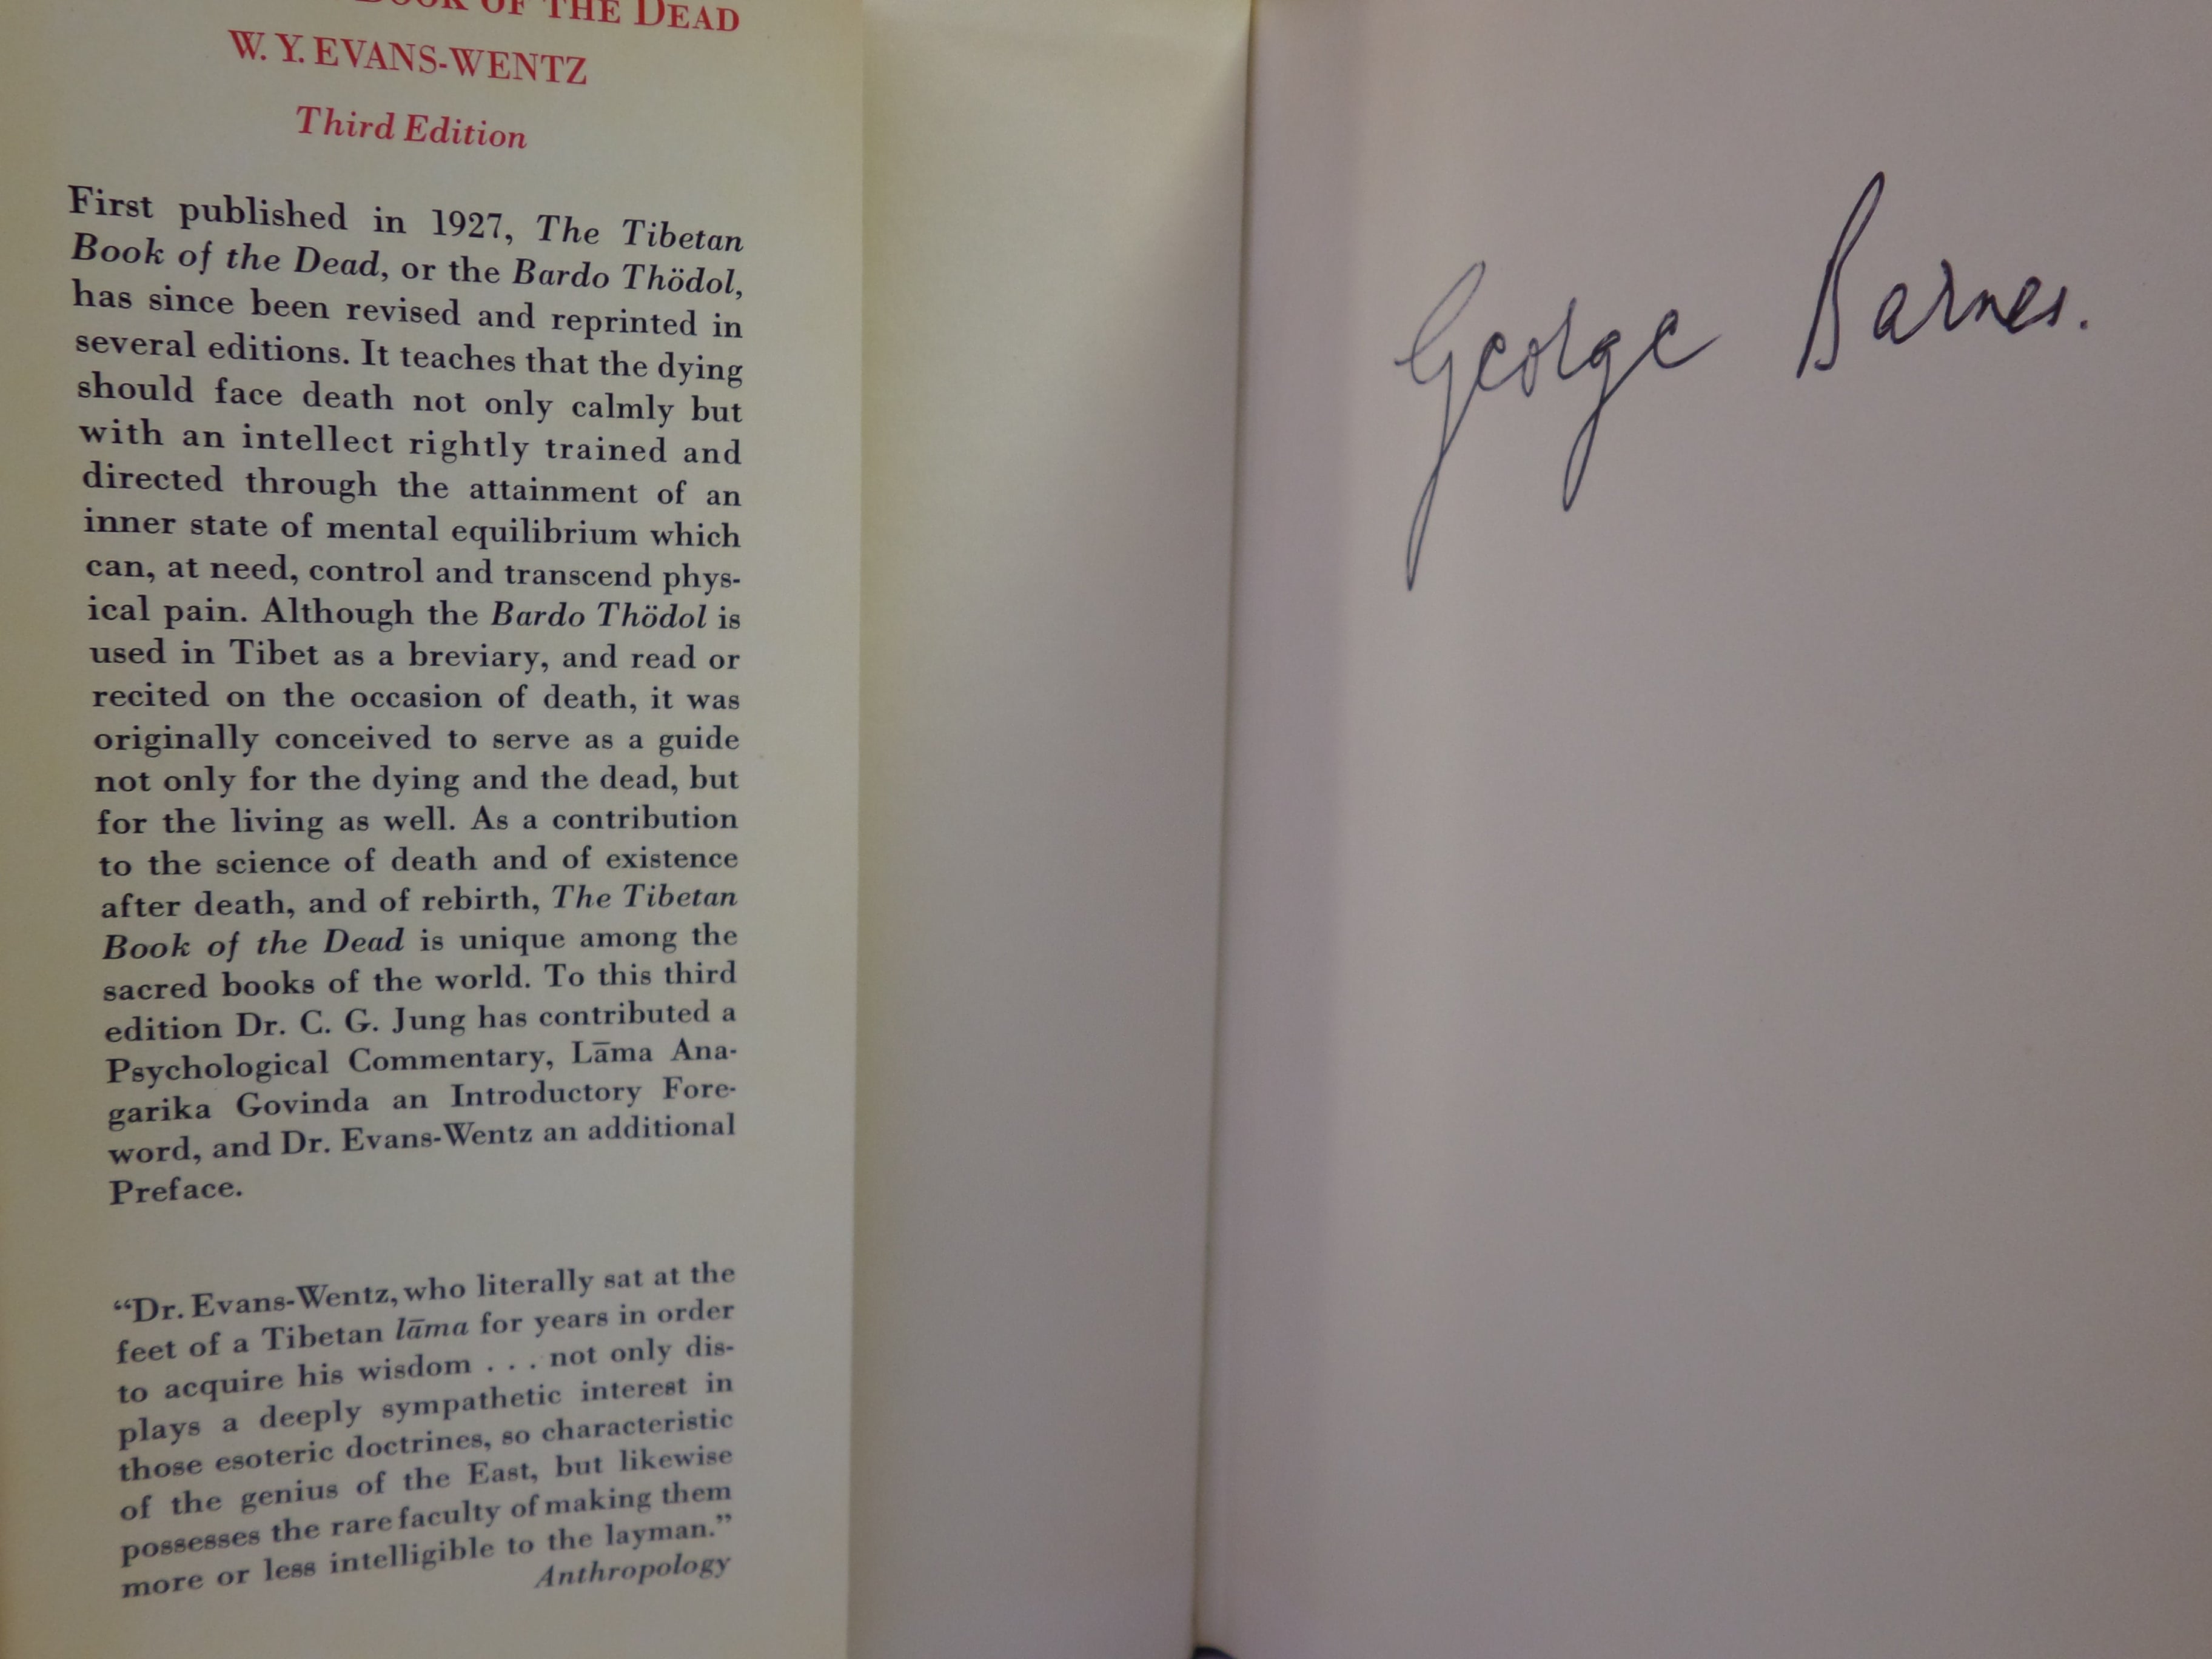 BOOK OF THE DEAD
W. Y. EVANS-WENTZ
Third Edition
First published in 1927, The Tibetan
Book of the Dead, or the Bardo Thödol,
has since been revised and reprinted in
several editions. It teaches that the dying
should face death not only calmly but
with an intellect rightly trained and
directed through the attainment of an
inner state of mental equilibrium which
can, at need, control and transcend phys-
ical pain. Although the Bardo Thödol is
used in Tibet as a breviary, and read or
recited on the occasion of death, it was
originally conceived to serve as a guide
not only for the dying and the dead, but
for the living as well. As a contribution
to the science of death and of existence
after death, and of rebirth, The Tibetan
Book of the Dead is unique among the
sacred books of the world. To this third
edition Dr. C. G. Jung has contributed a
Psychological Commentary, Lāma Ana-
garika Govinda an Introductory Fore-
word, and Dr. Evans-Wentz an additional
Preface.
“Dr. Evans-Wentz, who literally sat at the
feet of a Tibetan lāma for years in order
to acquire his wisdom . . . not only dis-
plays a deeply sympathetic interest in
those esoteric doctrines, so characteristic
of the genius of the East, but likewise
possesses the rare faculty of making them
more or less intelligible to the layman.”
Anthropology
George Barnes.